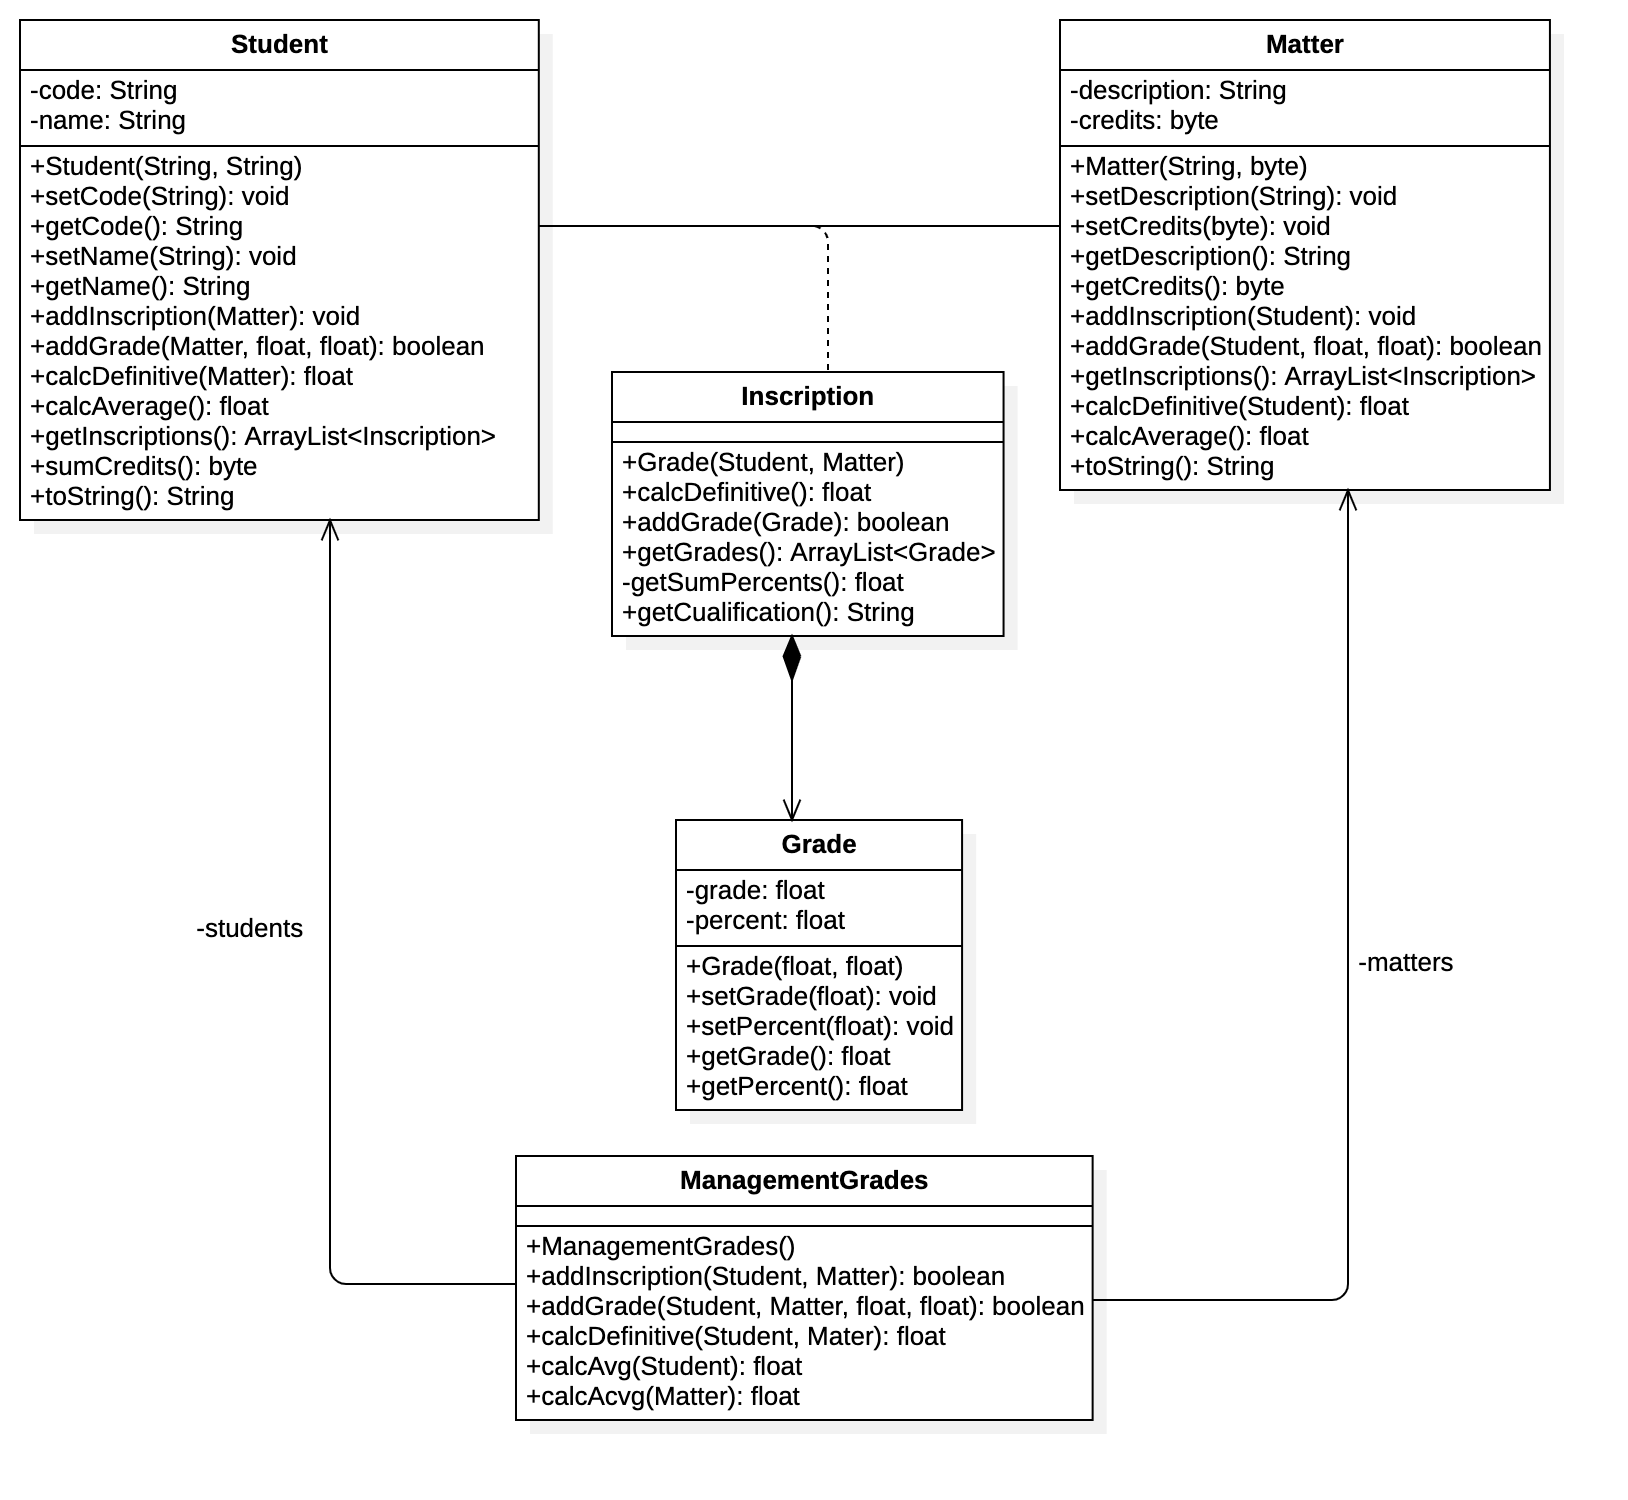 Student
-code: String
-name: String
+Student(String, String)
+setCode(String): void
+getCode(): String
+setName(String): void
+getName(): String
+addInscription(Matter): void
+addGrade(Matter, float, float): boolean
+calcDefinitive(Matter): float
+calcAverage(): float
+getInscriptions(): ArrayList<Inscription>
+sumCredits(): byte
+toString(): String
Matter
-description: String
-credits: byte
+Matter(String, byte)
+setDescription(String): void
+setCredits(byte): void
+getDescription(): String
+getCredits(): byte
+addInscription(Student): void
+addGrade(Student, float, float): boolean
+getInscriptions(): ArrayList<Inscription>
+calcDefinitive(Student): float
+calcAverage(): float
+toString(): String
Inscription
+Grade(Student, Matter)
+calcDefinitive(): float
+addGrade(Grade): boolean
+getGrades(): ArrayList<Grade>
-getSumPercents(): float
+getCualification(): String
Grade
-grade: float
-percent: float
+Grade(float, float)
+setGrade(float): void
+setPercent(float): void
+getGrade(): float
+getPercent(): float
-students
-matters
ManagementGrades
+ManagementGrades()
+addInscription(Student, Matter): boolean
+addGrade(Student, Matter, float, float): boolean
+calcDefinitive(Student, Mater): float
+calcAvg(Student): float
+calcAcvg(Matter): float